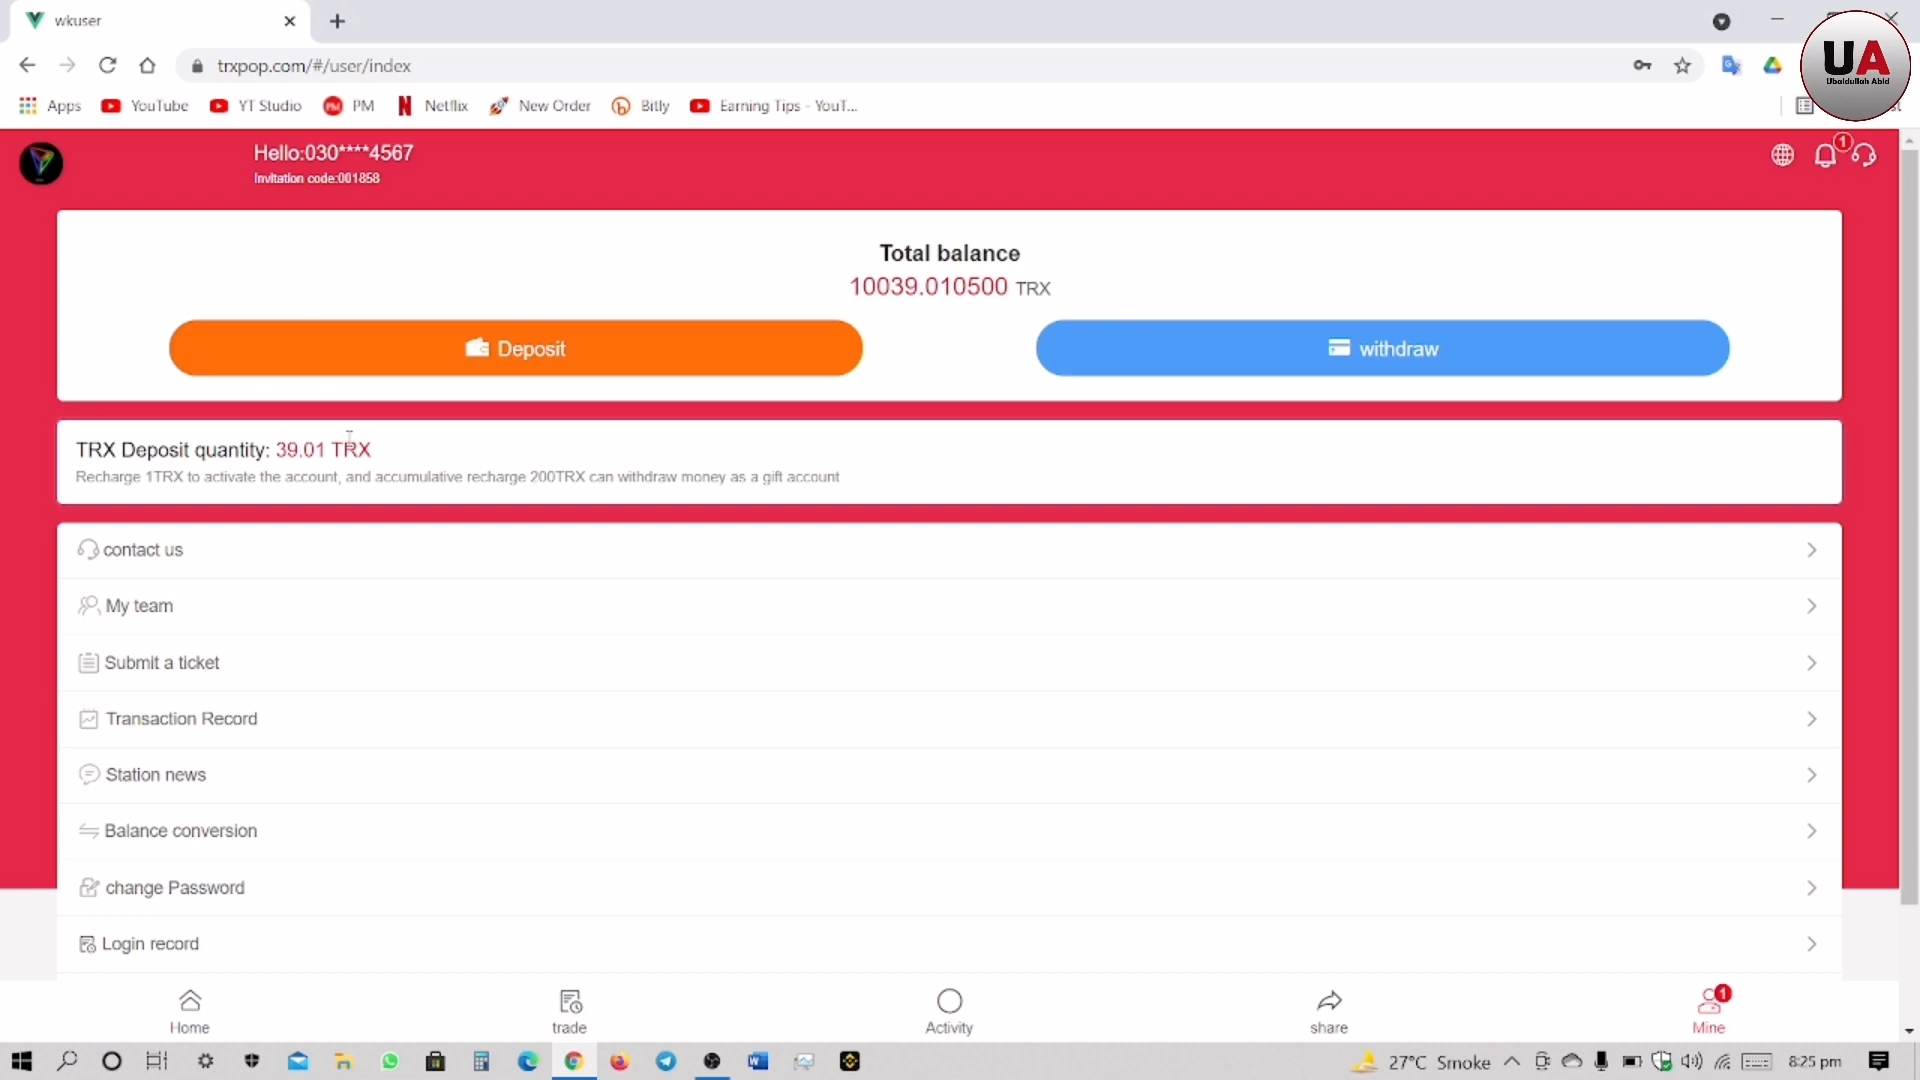 wkuser
trxpop.com/#/user/index
Apps YouTube YT Studio PM Netflix New Order Bitly Earning Tips - YouT...
UA
Ubaidullah Abid
Hello:030****4567
Invitation code:001858
1
Total balance
10039.010500 TRX
Deposit withdraw
TRX Deposit quantity: 39.01 TRX
Recharge 1TRX to activate the account, and accumulative recharge 200TRX can withdraw money as a gift account
contact us
My team
Submit a ticket
Transaction Record
Station news
Balance conversion
change Password
Login record
1
Home trade Activity share Mine
27°C Smoke 8:25 pm